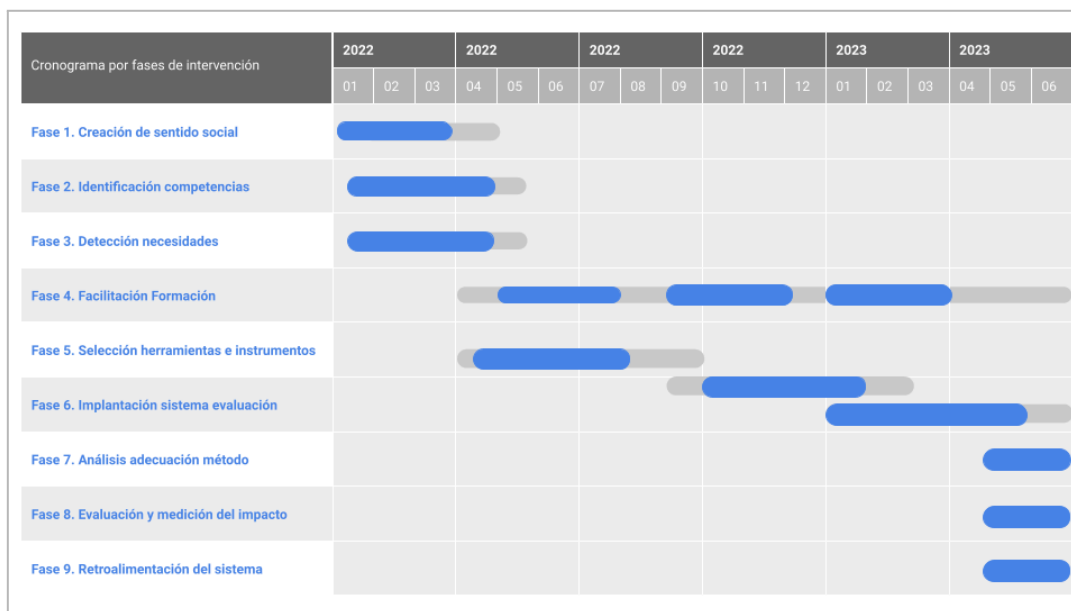 Cronograma por fases de intervención
2022 2022 2022 2022 2023 2023
01 02 03 04 05 06 07 08 09 10 11 12 01 02 03 04 05 06
Fase 1. Creación de sentido social
Fase 2. Identificación competencias
Fase 3. Detección necesidades
Fase 4. Facilitación Formación
Fase 5. Selección herramientas e instrumentos
Fase 6. Implantación sistema evaluación
Fase 7. Análisis adecuación método
Fase 8. Evaluación y medición del impacto
Fase 9. Retroalimentación del sistema